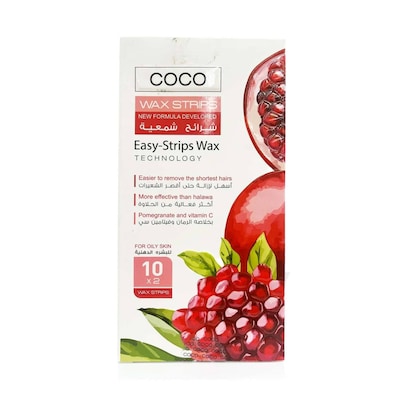 COCO
WAX STRIPS
NEW FORMULA DEVELOPED
شرائح شمعية
Easy-Strips Wax
TECHNOLOGY
Easier to remove the shortest hairs
أسهل لإزالة حتى أقصر الشعيرات
More effective than halawa
أكثر فعالية من الحلاوة
Pomegranate and vitamin C
بخلاصة الرمان وفيتامين سي
FOR OILY SKIN
للبشرة الدهنية
10
x2
WAX STRIPS